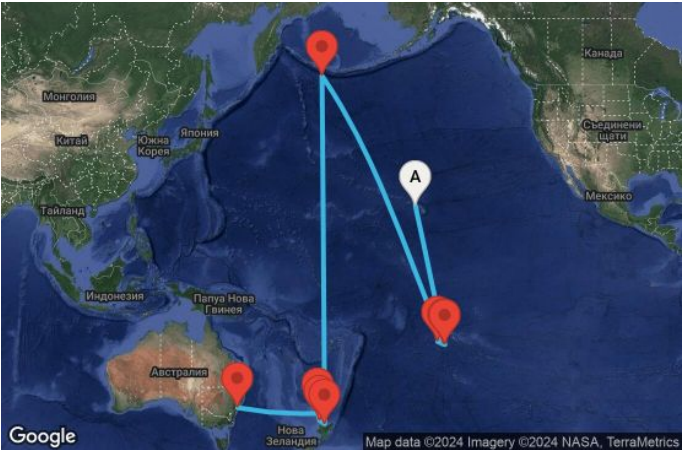 Канада
Монголия
Съединени
щати
Китай
Южна
Корея
Япония
A
Мексико
Тайланд
Индонезия
Папуа Нова
Гвинея
Австралия
Нова
Зеландия
Google
Map data ©2024 Imagery ©2024 NASA, TerraMetrics